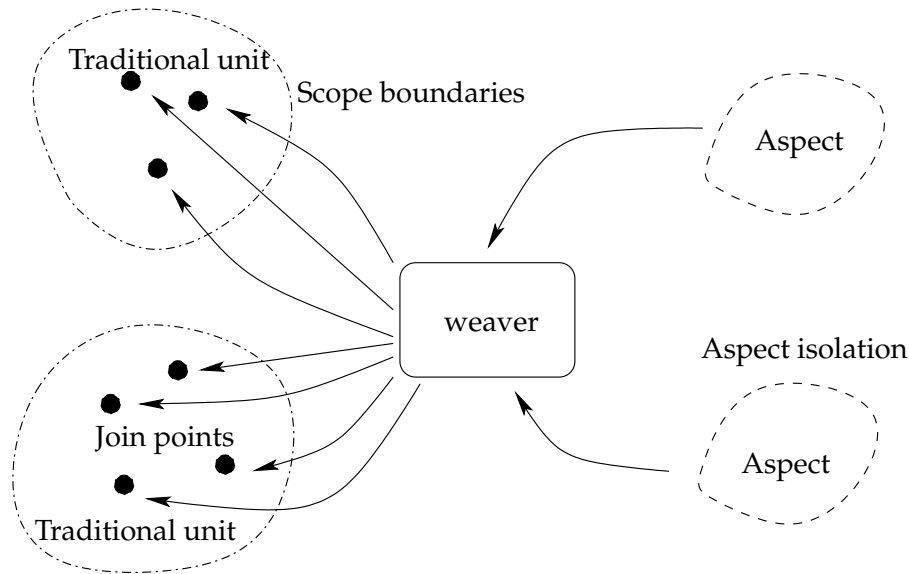 Traditional unit
Scope boundaries
Aspect
weaver
Aspect isolation
Join points
Aspect
Traditional unit